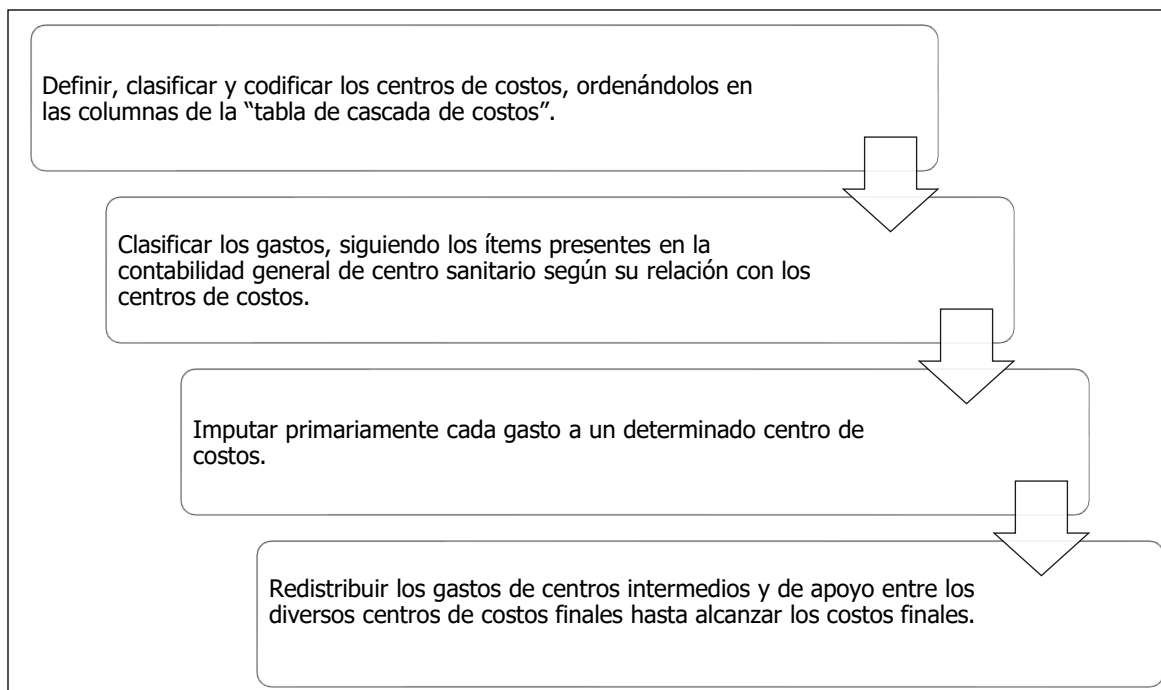 Definir, clasificar y codificar los centros de costos, ordenándolos en
las columnas de la “tabla de cascada de costos”.
Clasificar los gastos, siguiendo los ítems presentes en la
contabilidad general de centro sanitario según su relación con los
centros de costos.
Imputar primariamente cada gasto a un determinado centro de
costos.
Redistribuir los gastos de centros intermedios y de apoyo entre los
diversos centros de costos finales hasta alcanzar los costos finales.